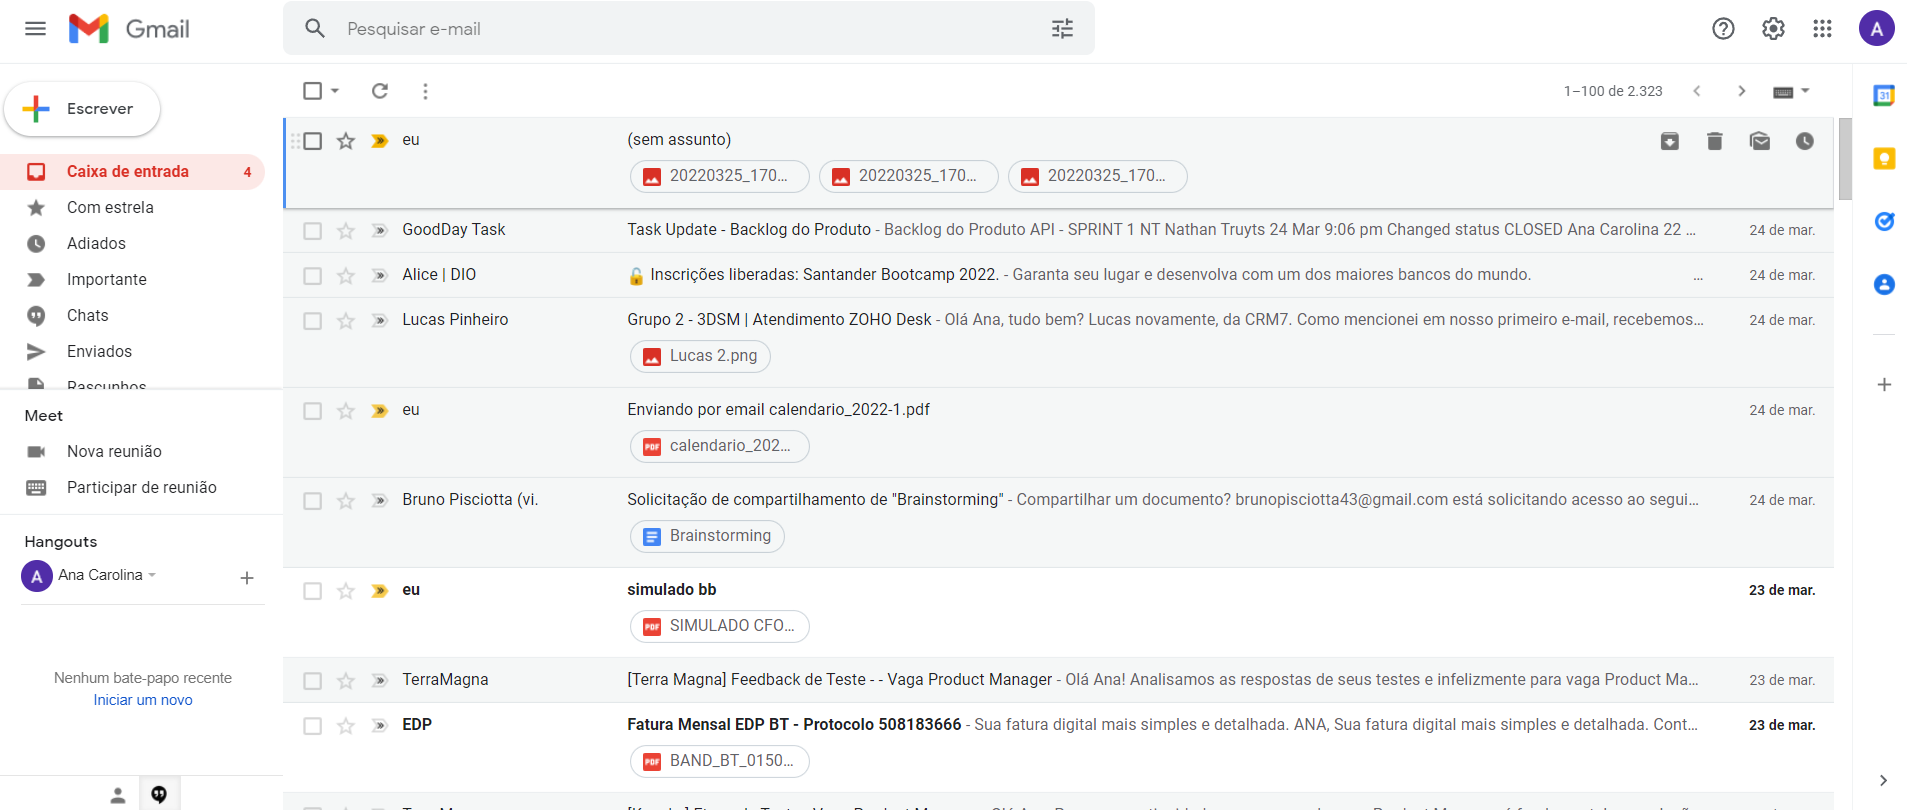 Gmail
Pesquisar e-mail
A
Escrever
1–100 de 2.323
31
Caixa de entrada 4
Com estrela
Adiados
Importante
Chats
Enviados
Rascunhos
Meet
Nova reunião
Participar de reunião
Hangouts
A Ana Carolina
Nenhum bate-papo recente
Iniciar um novo
eu (sem assunto)
20220325_170... 20220325_170... 20220325_170...
GoodDay Task Task Update - Backlog do Produto - Backlog do Produto API - SPRINT 1 NT Nathan Truyts 24 Mar 9:06 pm Changed status CLOSED Ana Carolina 22 ... 24 de mar.
Alice | DIO 🔓 Inscrições liberadas: Santander Bootcamp 2022. - Garanta seu lugar e desenvolva com um dos maiores bancos do mundo. ... 24 de mar.
Lucas Pinheiro Grupo 2 - 3DSM | Atendimento ZOHO Desk - Olá Ana, tudo bem? Lucas novamente, da CRM7. Como mencionei em nosso primeiro e-mail, recebemos... 24 de mar.
Lucas 2.png
eu Enviando por email calendario_2022-1.pdf 24 de mar.
PDF calendario_202...
Bruno Pisciotta (vi. Solicitação de compartilhamento de "Brainstorming" - Compartilhar um documento? brunopisciotta43@gmail.com está solicitando acesso ao segui... 24 de mar.
Brainstorming
eu simulado bb 23 de mar.
PDF SIMULADO CFO...
TerraMagna [Terra Magna] Feedback de Teste - - Vaga Product Manager - Olá Ana! Analisamos as respostas de seus testes e infelizmente para vaga Product Ma... 23 de mar.
EDP Fatura Mensal EDP BT - Protocolo 508183666 - Sua fatura digital mais simples e detalhada. ANA, Sua fatura digital mais simples e detalhada. Cont... 23 de mar.
PDF BAND_BT_0150...